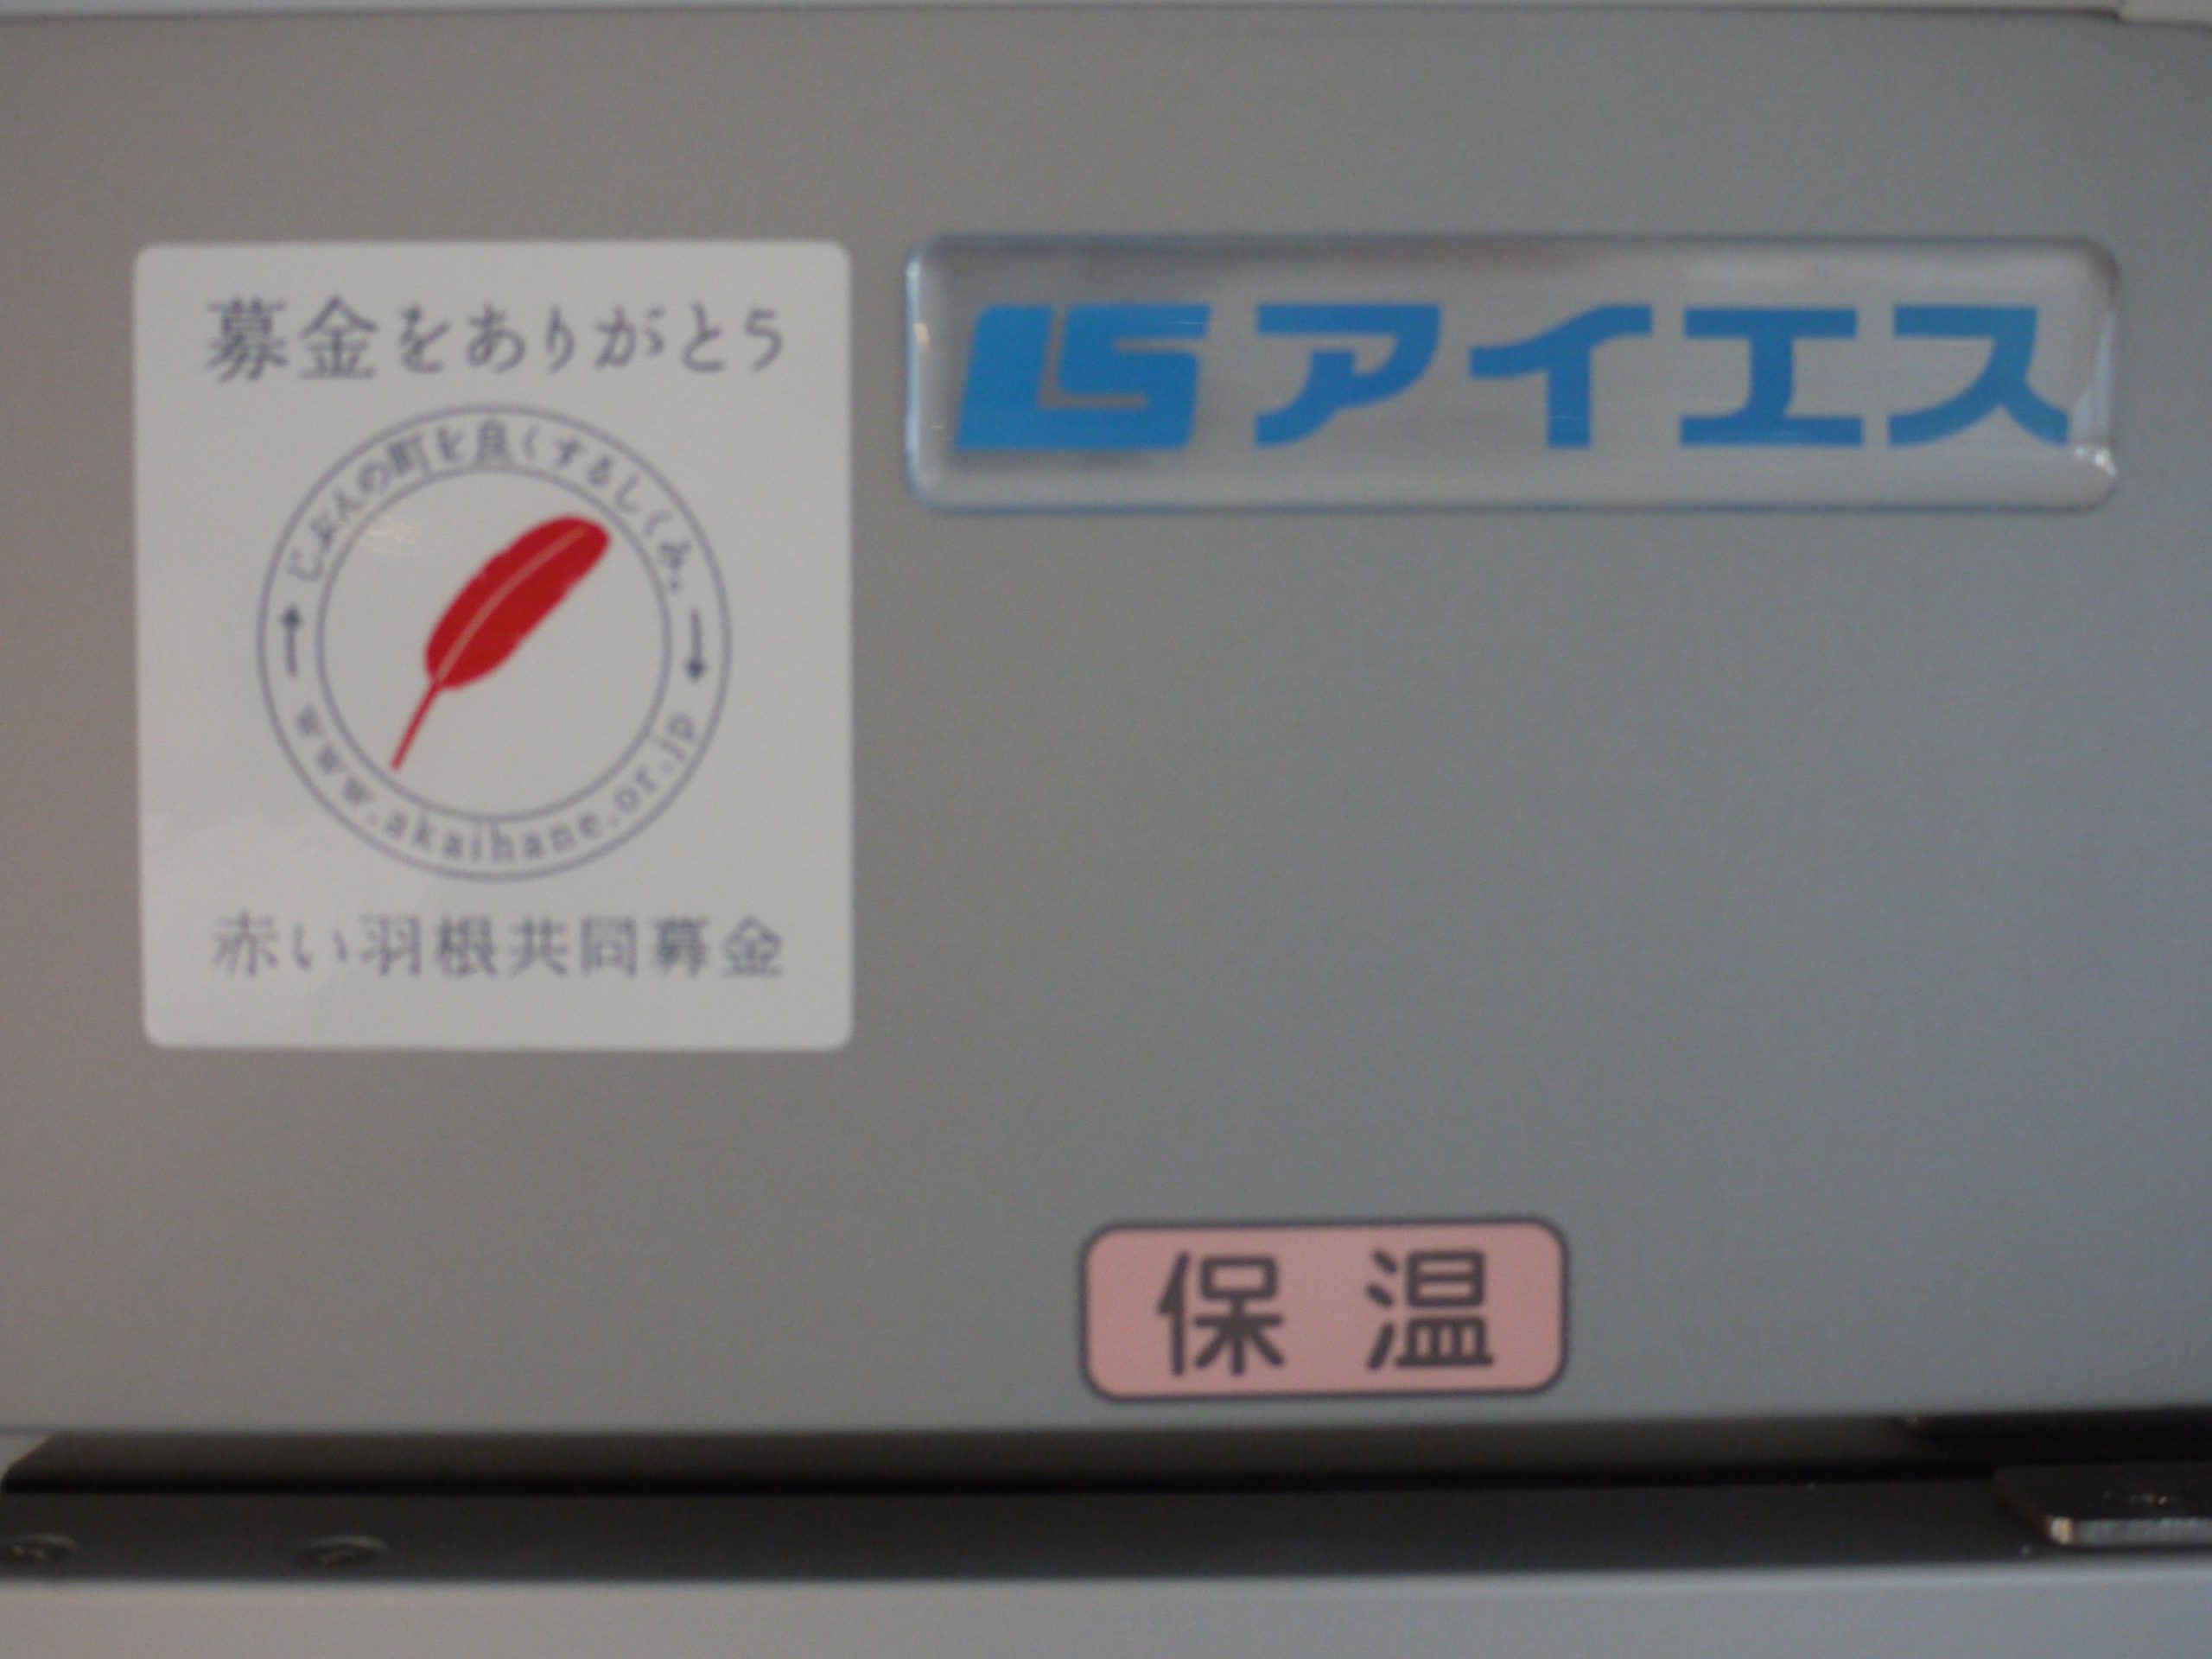 募金をありがとう
じぶんの町を良くするしくみ。
www.akaihane.or.jp
赤い羽根共同募金
IS アイエス
保温